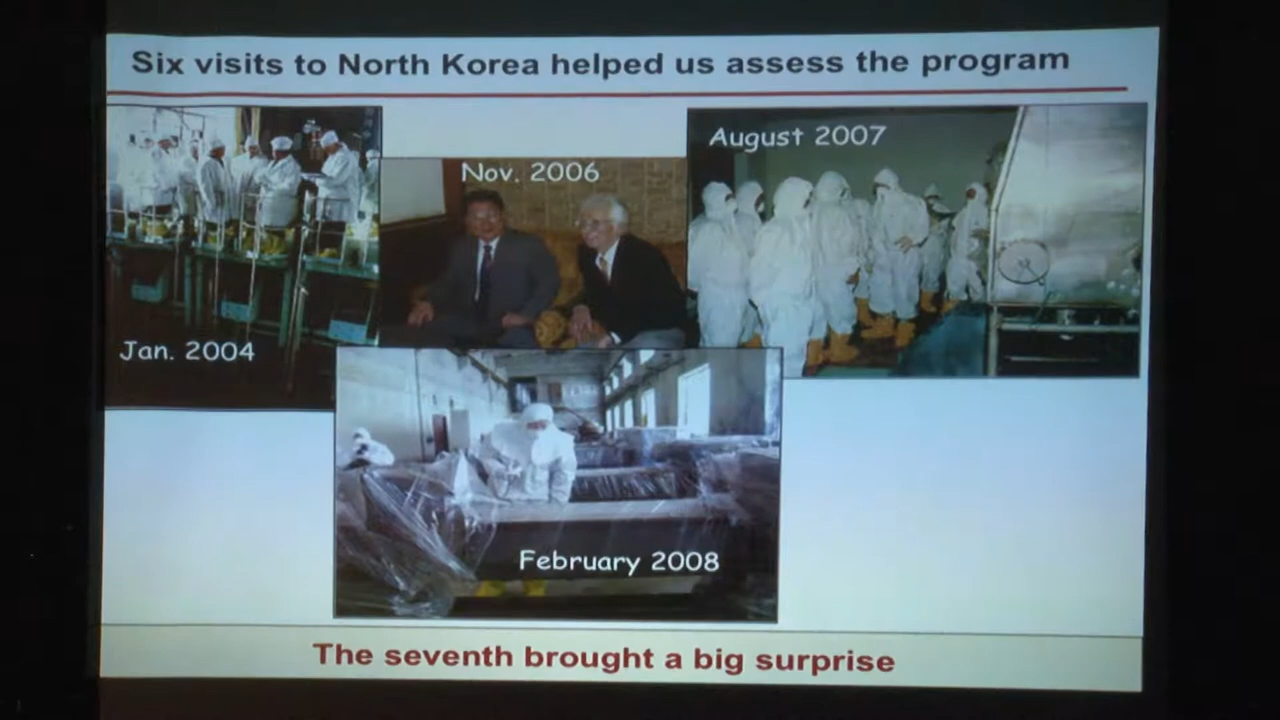 Six visits to North Korea helped us assess the program
Nov. 2006
August 2007
Jan. 2004
February 2008
The seventh brought a big surprise